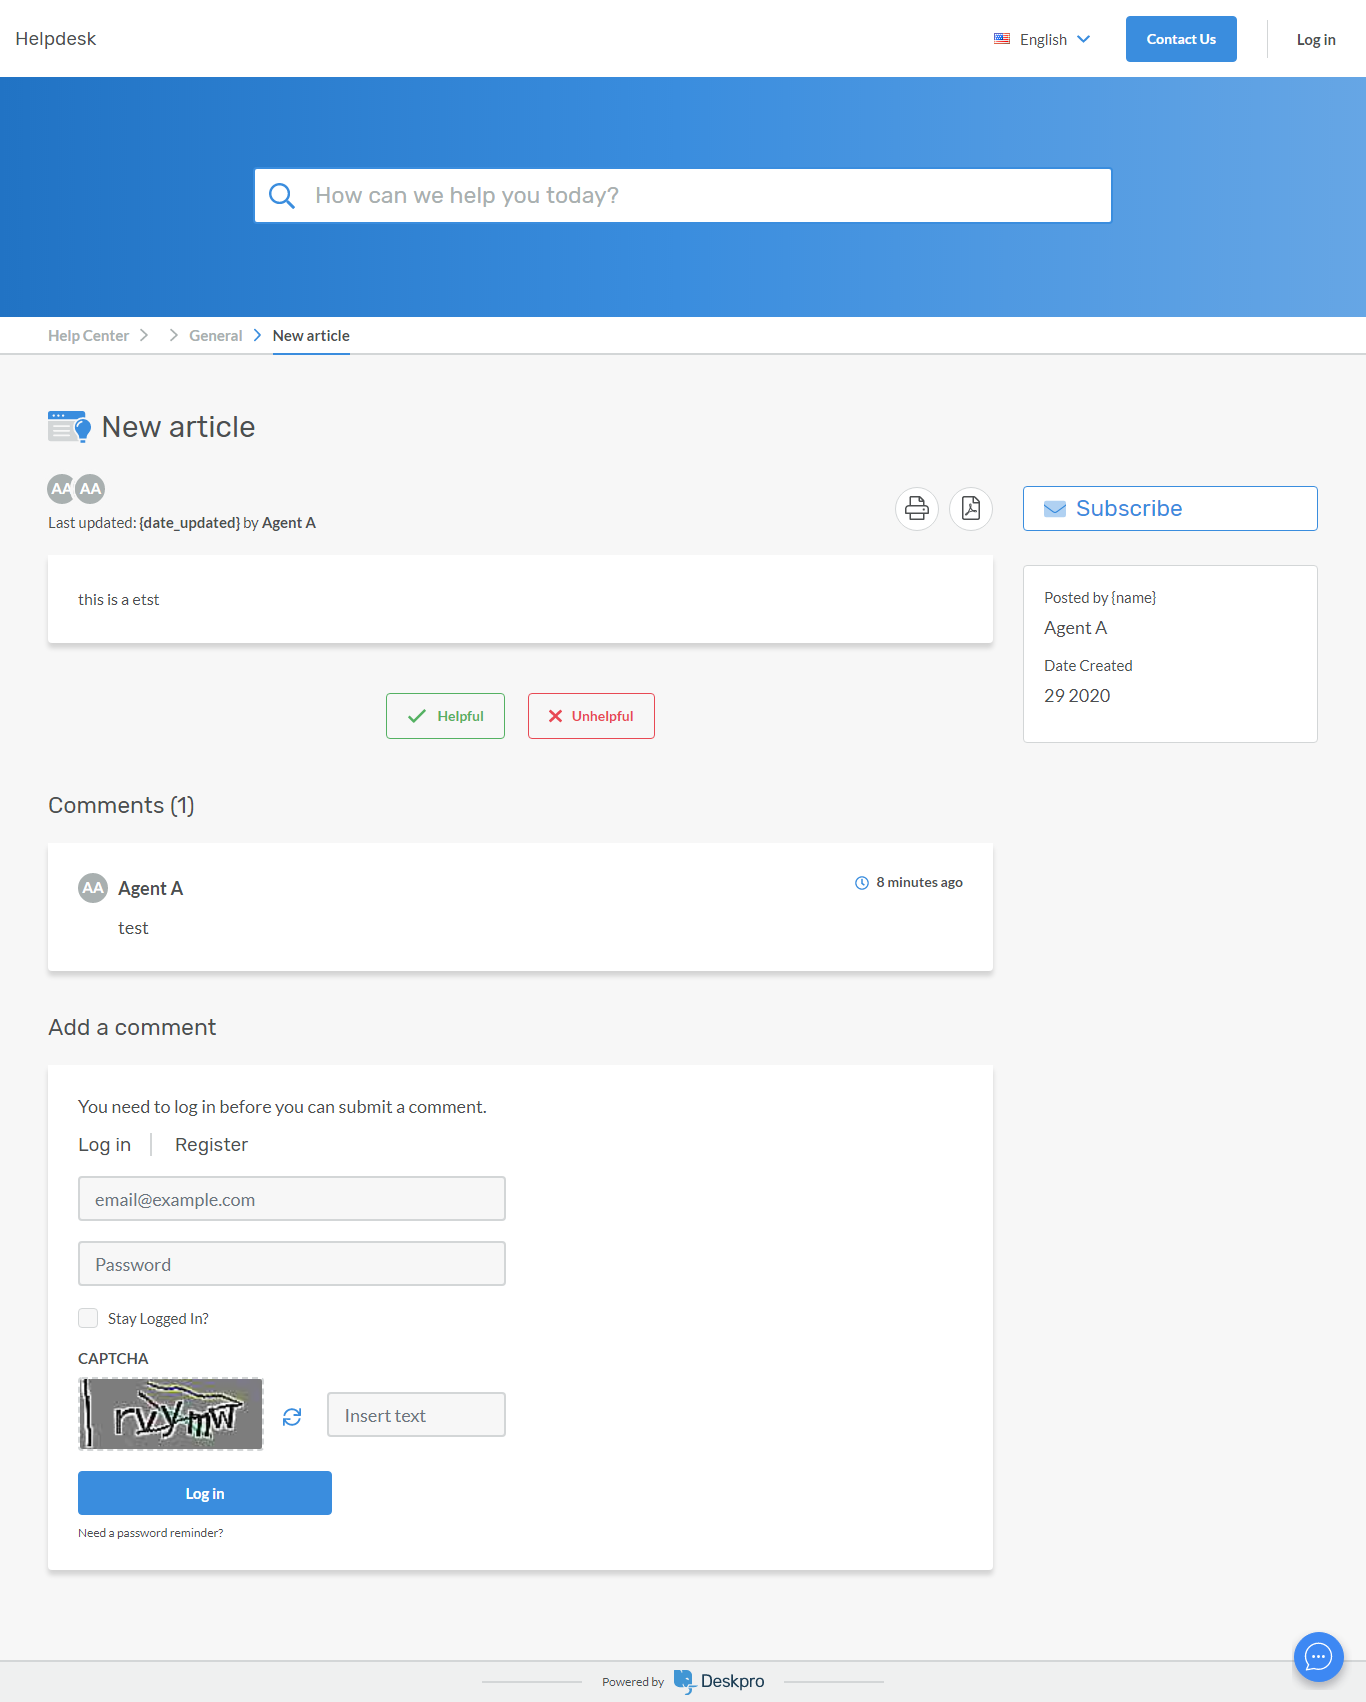 Helpdesk
English
Contact Us
Log in
How can we help you today?
Help Center
General
New article
New article
AA AA
Last updated: {date_updated} by Agent A
Subscribe
this is a etst
Posted by {name}
Agent A
Date Created
29 2020
Helpful
Unhelpful
Comments (1)
AA
Agent A
8 minutes ago
test
Add a comment
You need to log in before you can submit a comment.
Log in
Register
email@example.com
Password
Stay Logged In?
CAPTCHA
Insert text
Log in
Need a password reminder?
Powered by Deskpro